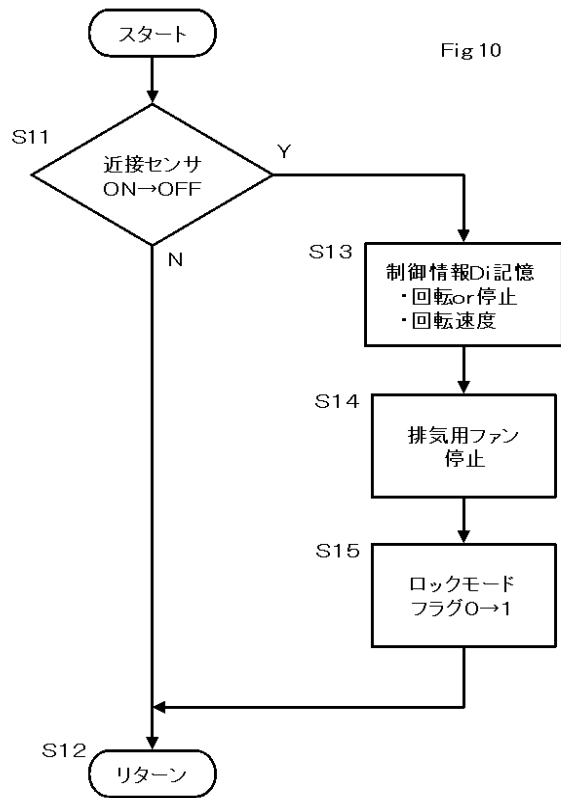 スタート
Fig 10
S11
近接センサ
ON→OFF
Y
N
S13
制御情報Di記憶
・回転or停止
・回転速度
S14
排気用ファン
停止
S15
ロックモード
フラグ0→1
S12
リターン